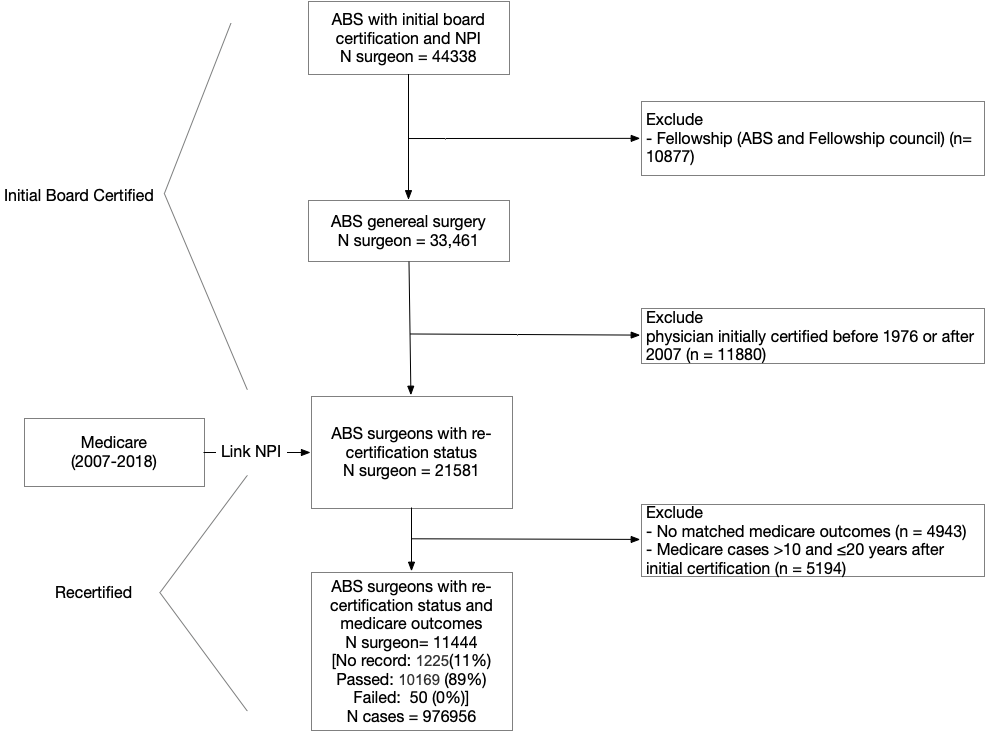 ABS with initial board
certification and NPI
N surgeon = 44338
Exclude
- Fellowship (ABS and Fellowship council) (n=
10877)
Initial Board Certified
ABS genereal surgery
N surgeon = 33,461
Exclude
physician initially certified before 1976 or after
2007 (n = 11880)
Medicare
(2007-2018)
Link NPI
ABS surgeons with re-
certification status
N surgeon = 21581
Exclude
- No matched medicare outcomes (n = 4943)
- Medicare cases >10 and ≤20 years after
initial certification (n = 5194)
Recertified
ABS surgeons with re-
certification status and
medicare outcomes
N surgeon= 11444
[No record: 1225(11%)
Passed: 10169 (89%)
Failed: 50 (0%)]
N cases = 976956